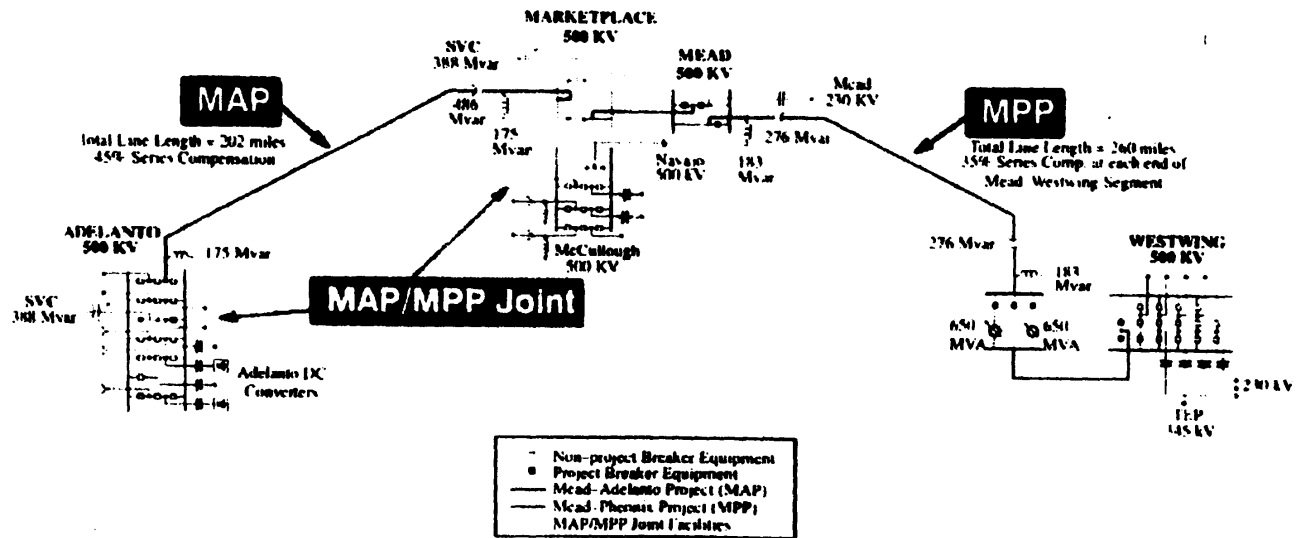 MARKETPLACE
500 KV
SVC
388 Mvar
MEAD
500 KV
MAP
486
Mvar
175
Mvar
Mead
230 KV
MPP
276 Mvar
Total Line Length = 202 miles
45% Series Compensation
Navajo
500 kV
183
Mvar
Total Line Length = 260 miles
35% Series Comp. at each end of
Mead Westwing Segment
ADELANTO
500 KV
175 Mvar
McCullough
500 KV
276 Mvar
WESTWING
500 KV
MAP/MPP Joint
183
Mvar
SVC
388 Mvar
650
MVA
650
MVA
Adelanto DC
Converters
230 kV
TEP
345 kV
Non-project Breaker Equipment
Project Breaker Equipment
Mead-Adelanto Project (MAP)
Mead-Phoenix Project (MPP)
MAP/MPP Joint Facilities